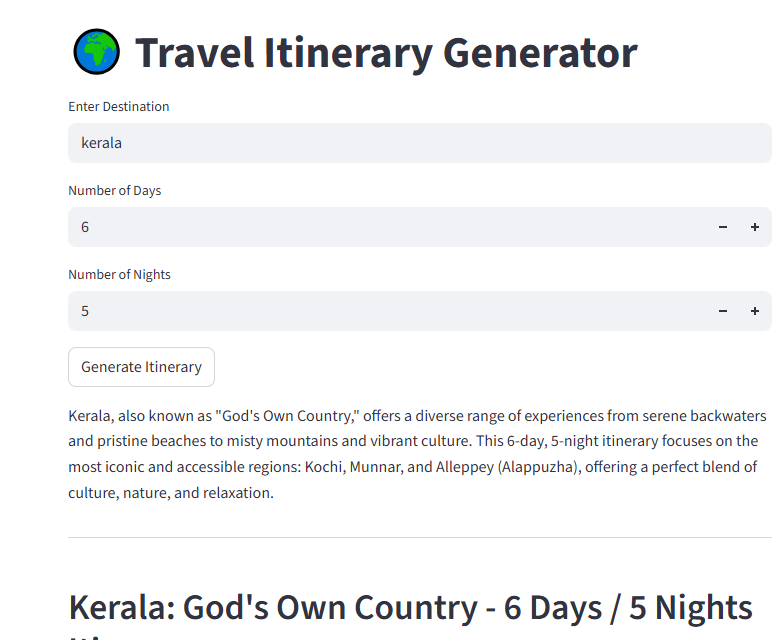 Travel Itinerary Generator
Enter Destination
kerala
Number of Days
6
Number of Nights
5
Generate Itinerary
Kerala, also known as "God's Own Country," offers a diverse range of experiences from serene backwaters
and pristine beaches to misty mountains and vibrant culture. This 6-day, 5-night itinerary focuses on the
most iconic and accessible regions: Kochi, Munnar, and Alleppey (Alappuzha), offering a perfect blend of
culture, nature, and relaxation.
Kerala: God's Own Country - 6 Days / 5 Nights